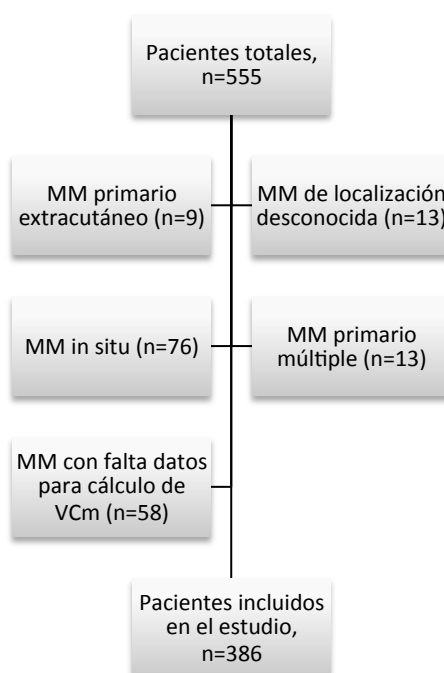 Pacientes totales,
n=555
MM primario
extracutáneo (n=9)
MM de localización
desconocida (n=13)
MM in situ (n=76)
MM primario
múltiple (n=13)
MM con falta datos
para cálculo de
VCm (n=58)
Pacientes incluidos
en el estudio,
n=386